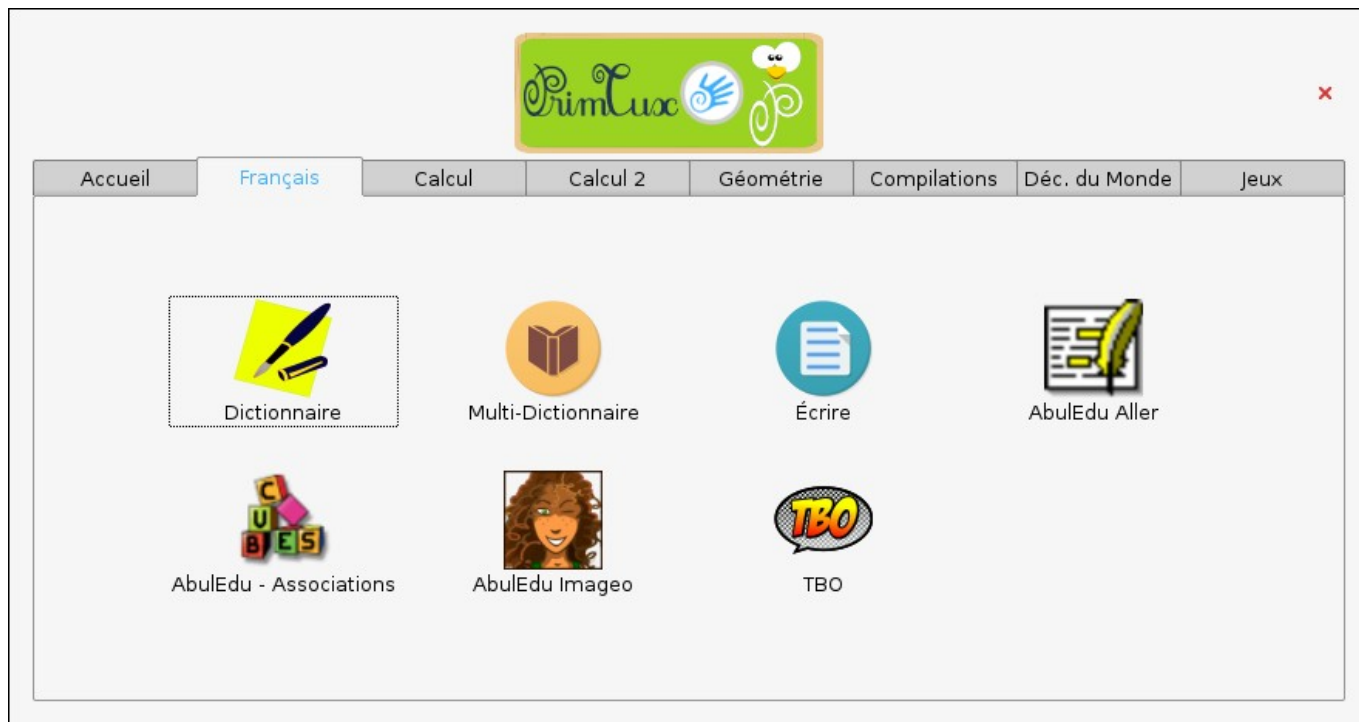 PrimTux
Accueil Français Calcul Calcul 2 Géométrie Compilations Déc. du Monde Jeux
Dictionnaire Multi-Dictionnaire Écrire AbulEdu Aller
C
U
B E S
TBO
AbulEdu - Associations AbulEdu Imageo TBO